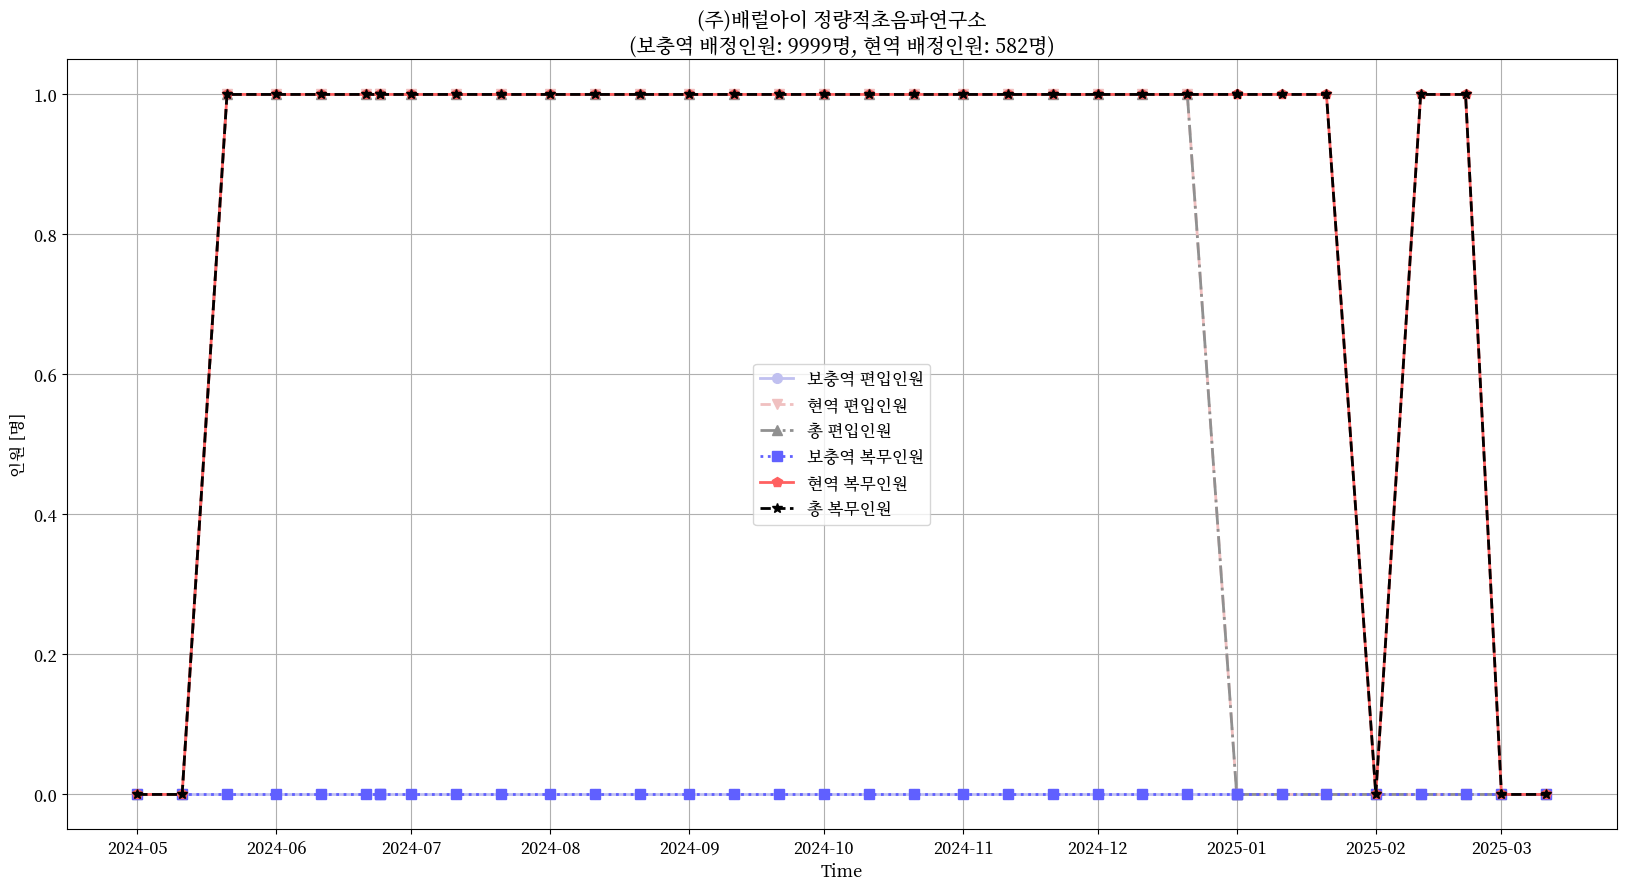 (주)배럴아이 정량적초음파연구소
(보충역 배정인원: 9999명, 현역 배정인원: 582명)
인원 [명]
1.0
0.8
0.6
0.4
0.2
0.0
보충역 편입인원
현역 편입인원
총 편입인원
보충역 복무인원
현역 복무인원
총 복무인원
2024-05 2024-06 2024-07 2024-08 2024-09 2024-10 2024-11 2024-12 2025-01 2025-02 2025-03
Time